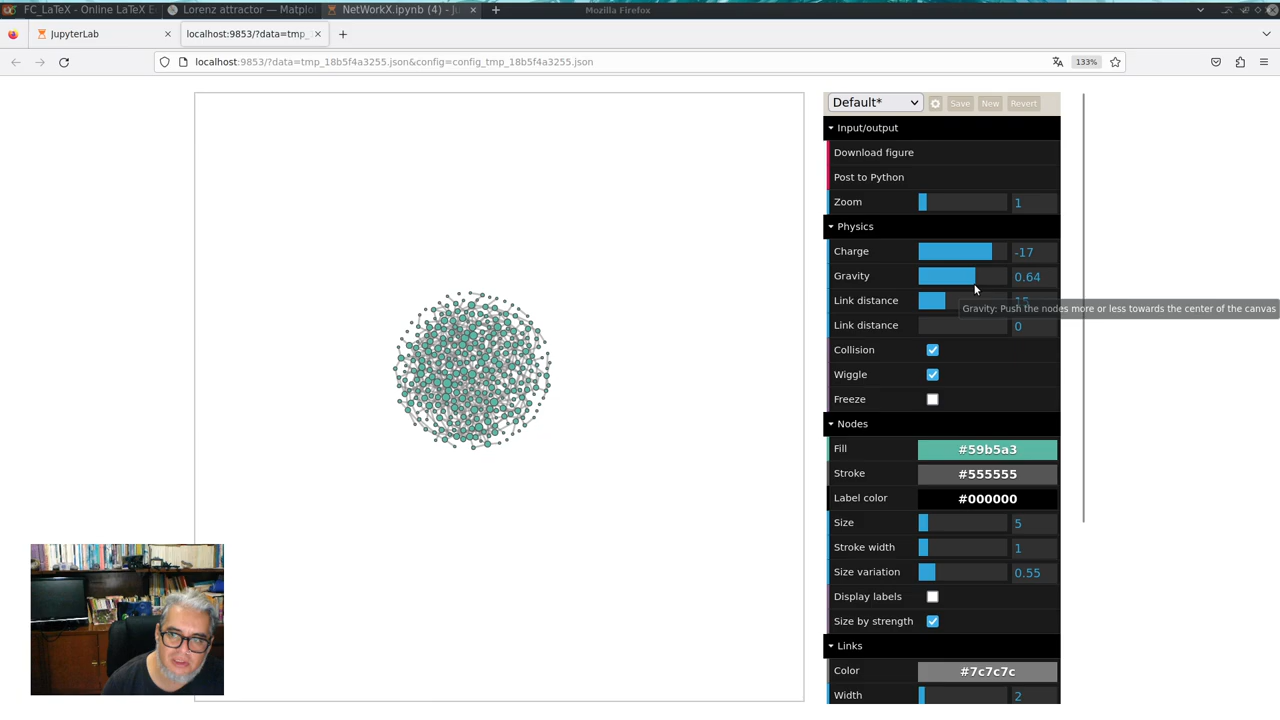 FC_LaTeX - Online LaTeX E
Lorenz attractor — Matplot
NetWorkX.ipynb (4) - Ju
Mozilla Firefox
JupyterLab
localhost:9853/?data=tmp_1
localhost:9853/?data=tmp_18b5f4a3255.json&config=config_tmp_18b5f4a3255.json
133%
Default*
Save
New
Revert
Input/output
Download figure
Post to Python
Zoom 1
Physics
Charge -17
Gravity 0.64
Link distance 15
Gravity: Push the nodes more or less towards the center of the canvas
Link distance 0
Collision
Wiggle
Freeze
Nodes
Fill #59b5a3
Stroke #555555
Label color #000000
Size 5
Stroke width 1
Size variation 0.55
Display labels
Size by strength
Links
Color #7c7c7c
Width 2